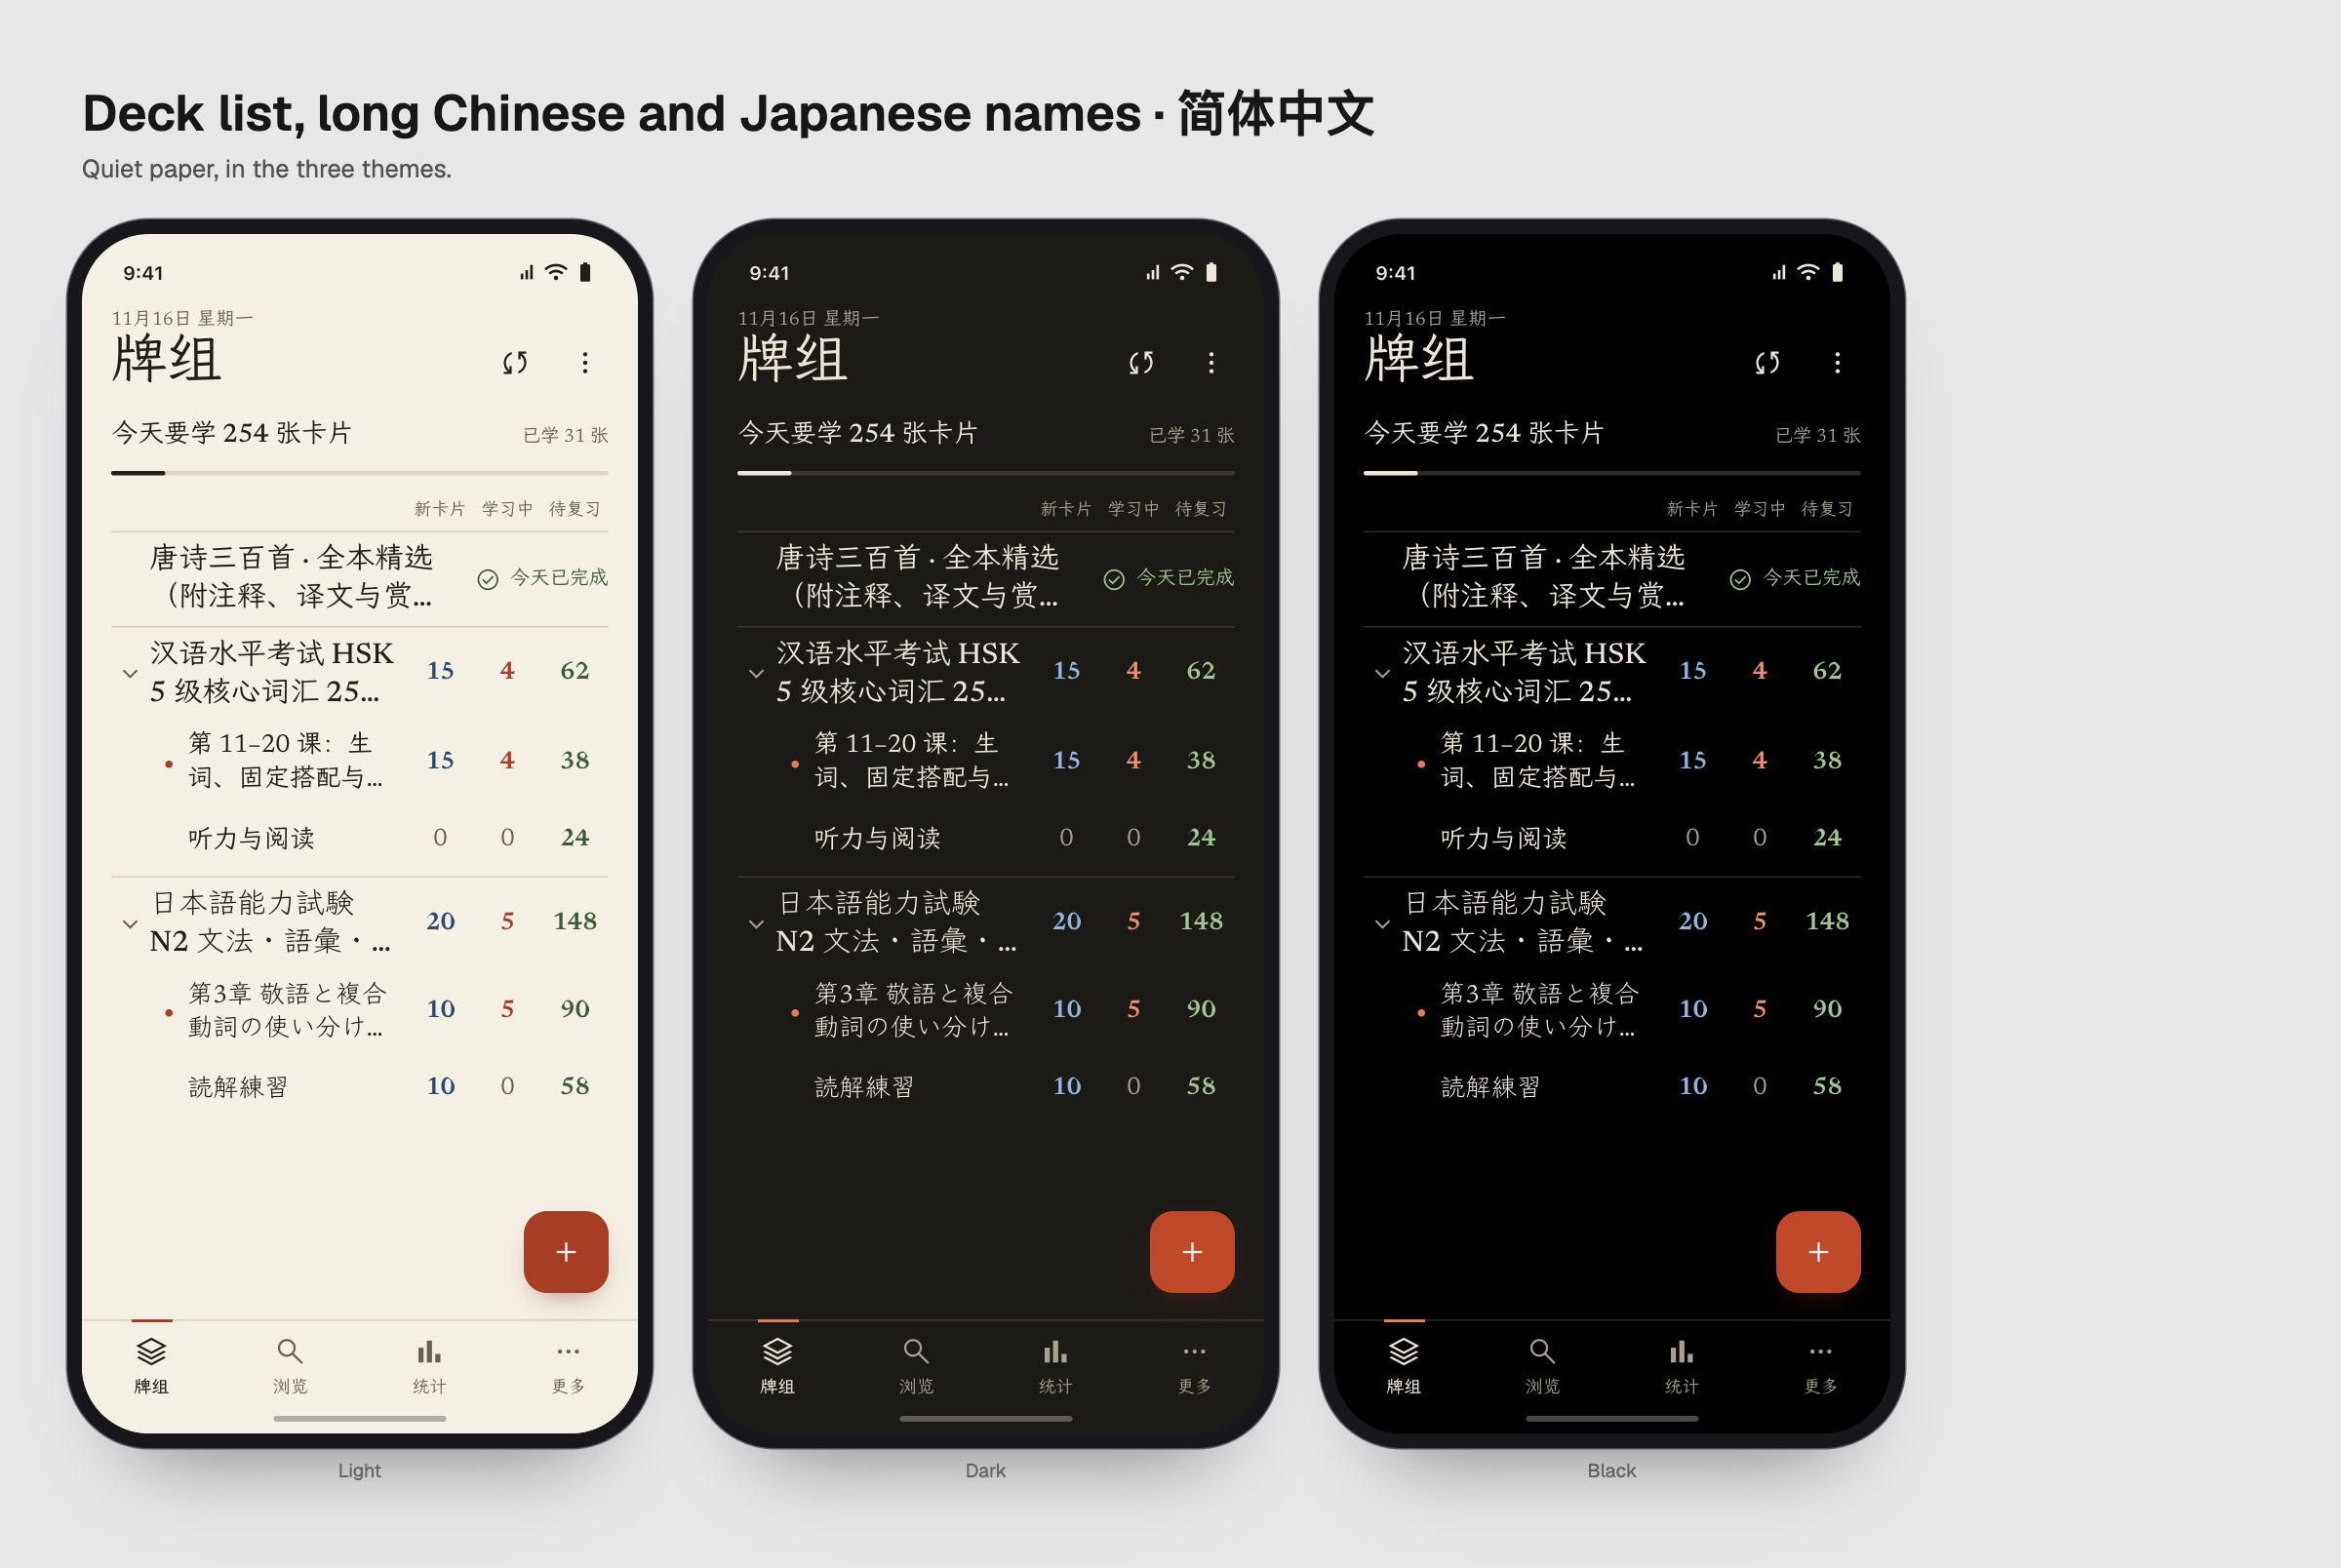 Deck list, long Chinese and Japanese names · 简体中文
Quiet paper, in the three themes.
9:41
11月16日 星期一
牌组
今天要学 254 张卡片
已学 31 张
新卡片 学习中 待复习
唐诗三百首 · 全本精选
（附注释、译文与赏...
今天已完成
汉语水平考试 HSK
5 级核心词汇 25...
15 4 62
第 11–20 课：生
词、固定搭配与...
15 4 38
听力与阅读 0 0 24
日本語能力試験
N2 文法・語彙・...
20 5 148
第3章 敬語と複合
動詞の使い分け...
10 5 90
読解練習 10 0 58
牌组 浏览 统计 更多
Light
9:41
11月16日 星期一
牌组
今天要学 254 张卡片
已学 31 张
新卡片 学习中 待复习
唐诗三百首 · 全本精选
（附注释、译文与赏...
今天已完成
汉语水平考试 HSK
5 级核心词汇 25...
15 4 62
第 11–20 课：生
词、固定搭配与...
15 4 38
听力与阅读 0 0 24
日本語能力試験
N2 文法・語彙・...
20 5 148
第3章 敬語と複合
動詞の使い分け...
10 5 90
読解練習 10 0 58
牌组 浏览 统计 更多
Dark
9:41
11月16日 星期一
牌组
今天要学 254 张卡片
已学 31 张
新卡片 学习中 待复习
唐诗三百首 · 全本精选
（附注释、译文与赏...
今天已完成
汉语水平考试 HSK
5 级核心词汇 25...
15 4 62
第 11–20 课：生
词、固定搭配与...
15 4 38
听力与阅读 0 0 24
日本語能力試験
N2 文法・語彙・...
20 5 148
第3章 敬語と複合
動詞の使い分け...
10 5 90
読解練習 10 0 58
牌组 浏览 统计 更多
Black